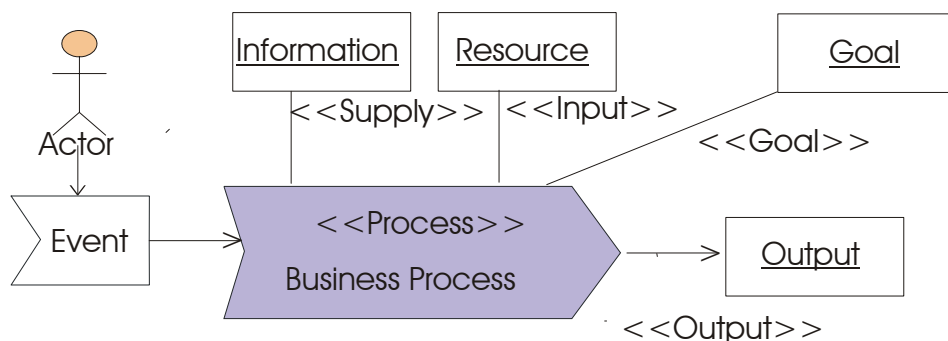 Information
Resource
Goal
<<Supply>>
<<Input>>
<<Goal>>
Actor
Event
<<Process>>
Business Process
Output
<<Output>>